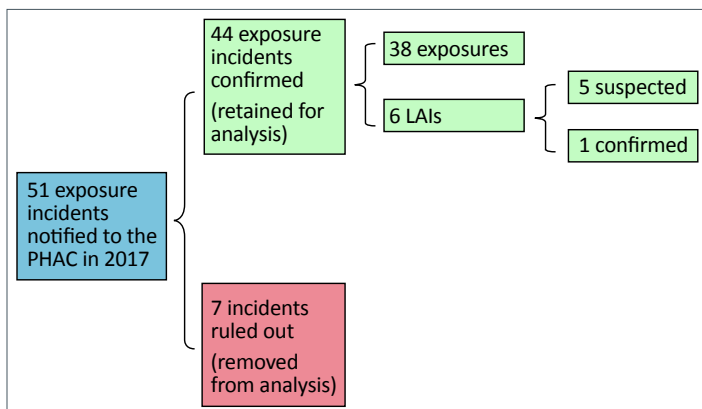 44 exposure
incidents
confirmed
(retained for
analysis)
38 exposures
6 LAIs
5 suspected
1 confirmed
51 exposure
incidents
notified to the
PHAC in 2017
7 incidents
ruled out
(removed
from analysis)